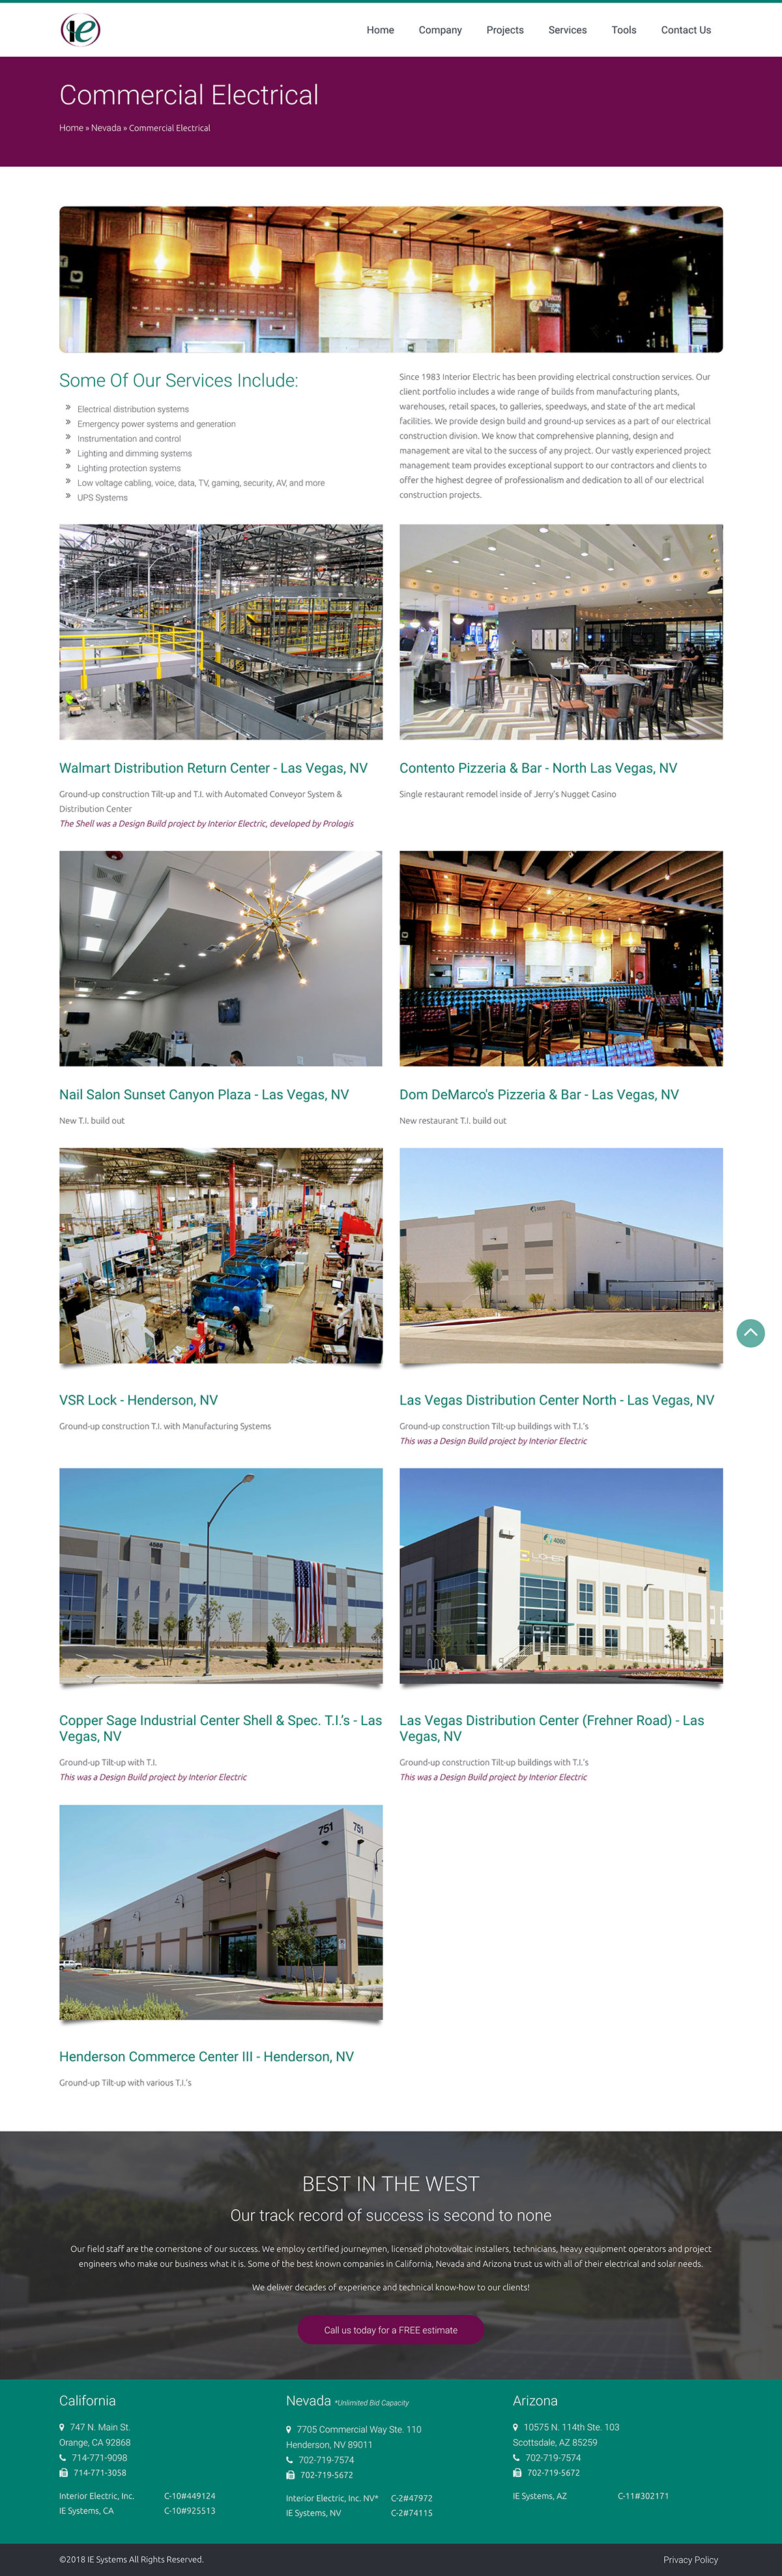 ie
Home Company Projects Services Tools Contact Us
Commercial Electrical
Home » Nevada » Commercial Electrical
Some Of Our Services Include:
» Electrical distribution systems
» Emergency power systems and generation
» Instrumentation and control
» Lighting and dimming systems
» Lighting protection systems
» Low voltage cabling, voice, data, TV, gaming, security, AV, and more
» UPS Systems
Since 1983 Interior Electric has been providing electrical construction services. Our
client portfolio includes a wide range of builds from manufacturing plants,
warehouses, retail spaces, to galleries, speedways, and state of the art medical
facilities. We provide design build and ground-up services as a part of our electrical
construction division. We know that comprehensive planning, design and
management are vital to the success of any project. Our vastly experienced project
management team provides exceptional support to our contractors and clients to
offer the highest degree of professionalism and dedication to all of our electrical
construction projects.
Walmart Distribution Return Center - Las Vegas, NV
Ground-up construction Tilt-up and T.I. with Automated Conveyor System &
Distribution Center
The Shell was a Design Build project by Interior Electric, developed by Prologis
Contento Pizzeria & Bar - North Las Vegas, NV
Single restaurant remodel inside of Jerry's Nugget Casino
Nail Salon Sunset Canyon Plaza - Las Vegas, NV
New T.I. build out
Dom DeMarco's Pizzeria & Bar - Las Vegas, NV
New restaurant T.I. build out
VSR Lock - Henderson, NV
Ground-up construction T.I. with Manufacturing Systems
Las Vegas Distribution Center North - Las Vegas, NV
Ground-up construction Tilt-up buildings with T.I.'s
This was a Design Build project by Interior Electric
4588
4060
Copper Sage Industrial Center Shell & Spec. T.I.'s - Las
Vegas, NV
Ground-up Tilt-up with T.I.
This was a Design Build project by Interior Electric
Las Vegas Distribution Center (Frehner Road) - Las
Vegas, NV
Ground-up construction Tilt-up buildings with T.I.'s
This was a Design Build project by Interior Electric
751 751
Henderson Commerce Center III - Henderson, NV
Ground-up Tilt-up with various T.I.'s
BEST IN THE WEST
Our track record of success is second to none
Our field staff are the cornerstone of our success. We employ certified journeymen, licensed photovoltaic installers, technicians, heavy equipment operators and project
engineers who make our business what it is. Some of the best known companies in California, Nevada and Arizona trust us with all of their electrical and solar needs.
We deliver decades of experience and technical know-how to our clients!
Call us today for a FREE estimate
California
747 N. Main St.
Orange, CA 92868
714-771-9098
714-771-3058
Interior Electric, Inc. C-10#449124
IE Systems, CA C-10#925513
Nevada *Unlimited Bid Capacity
7705 Commercial Way Ste. 110
Henderson, NV 89011
702-719-7574
702-719-5672
Interior Electric, Inc. NV* C-2#47972
IE Systems, NV C-2#74115
Arizona
10575 N. 114th Ste. 103
Scottsdale, AZ 85259
702-719-7574
702-719-5672
IE Systems, AZ C-11#302171
©2018 IE Systems All Rights Reserved. Privacy Policy